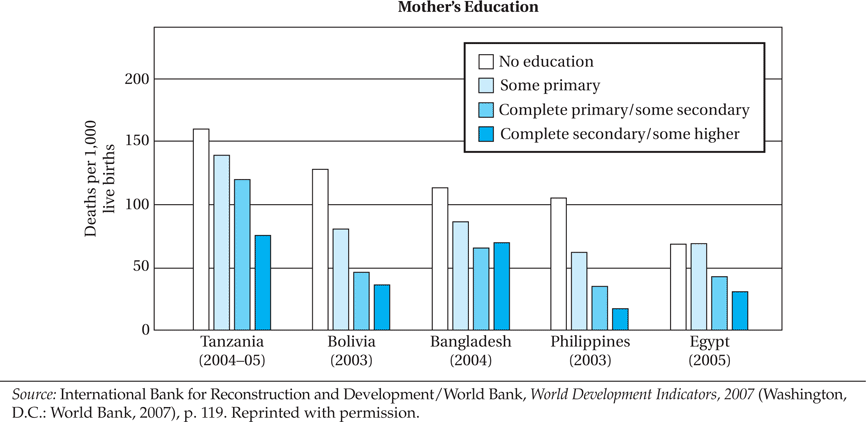 Mother's Education
Deaths per 1,000
live births
200
150
100
50
0
No education
Some primary
Complete primary/some secondary
Complete secondary/some higher
Tanzania
(2004–05)
Bolivia
(2003)
Bangladesh
(2004)
Philippines
(2003)
Egypt
(2005)
Source: International Bank for Reconstruction and Development/World Bank, World Development Indicators, 2007 (Washington,
D.C.: World Bank, 2007), p. 119. Reprinted with permission.